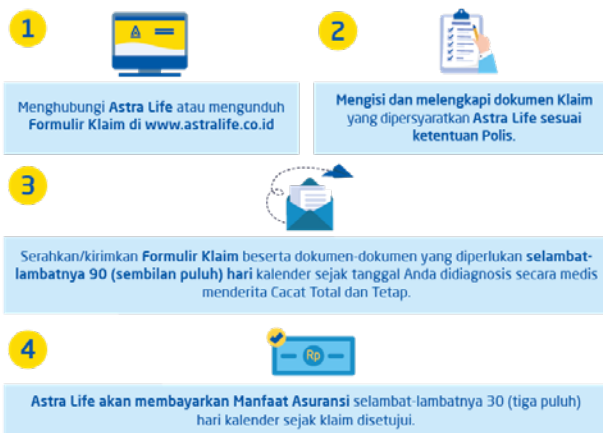 1
Menghubungi Astra Life atau mengunduh
Formulir Klaim di www.astralife.co.id
2
Mengisi dan melengkapi dokumen Klaim
yang dipersyaratkan Astra Life sesuai
ketentuan Polis.
3
Serahkan/kirimkan Formulir Klaim beserta dokumen-dokumen yang diperlukan selambat-
lambatnya 90 (sembilan puluh) hari kalender sejak tanggal Anda didiagnosis secara medis
menderita Cacat Total dan Tetap.
4
Rp
Astra Life akan membayarkan Manfaat Asuransi selambat-lambatnya 30 (tiga puluh)
hari kalender sejak klaim disetujui.